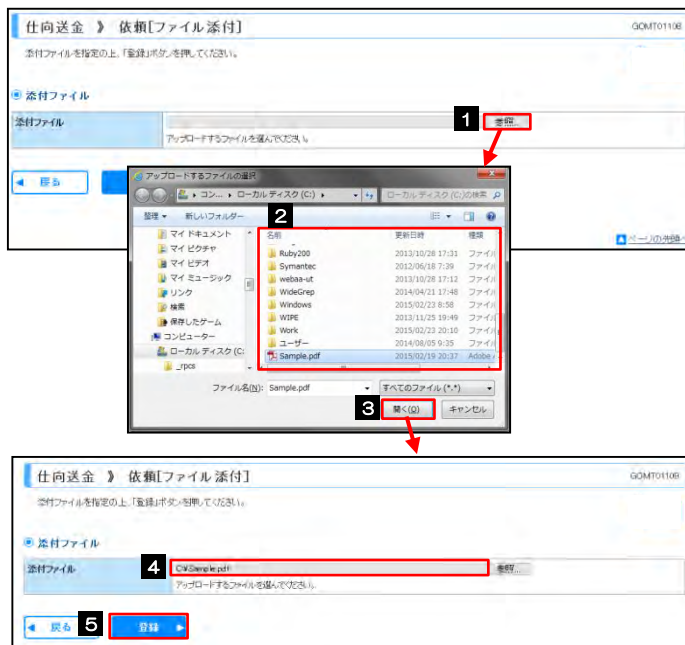 仕向送金 》 依頼[ファイル添付]
GOMT01108
添付ファイルを指定の上、「登録」ボタンを押してください。
添付ファイル
添付ファイル
1
参照...
アップロードするファイルを選んでください。
戻る
アップロードするファイルの選択
コン... ローカル ディスク (C:)
ローカル ディスク (C:)の検索
整理 新しいフォルダー
2
マイ ドキュメント
マイ ピクチャ
マイ ビデオ
マイ ミュージック
リンク
検索
保存したゲーム
コンピューター
ローカル ディスク (C:
_rpcs
名前 更新日時 種類
Ruby200 2013/10/28 17:31 ファイル
Symantec 2012/06/18 7:39 ファイル
webaa-ut 2013/10/28 17:12 ファイル
WideGrep 2014/04/21 17:48 ファイル
Windows 2015/02/23 8:58 ファイル
WIPE 2013/11/25 19:49 ファイル
Work 2015/02/23 20:10 ファイル
ユーザー 2014/08/05 9:35 ファイル
Sample.pdf 2015/02/19 20:37 Adobe
ファイル名(N): Sample.pdf すべてのファイル (*.*)
3
開く(O) キャンセル
ページの先頭へ
仕向送金 》 依頼[ファイル添付]
GOMT01108
添付ファイルを指定の上、「登録」ボタンを押してください。
添付ファイル
添付ファイル
4
C:¥Sample.pdf
参照...
アップロードするファイルを選んでください。
戻る
5
登録